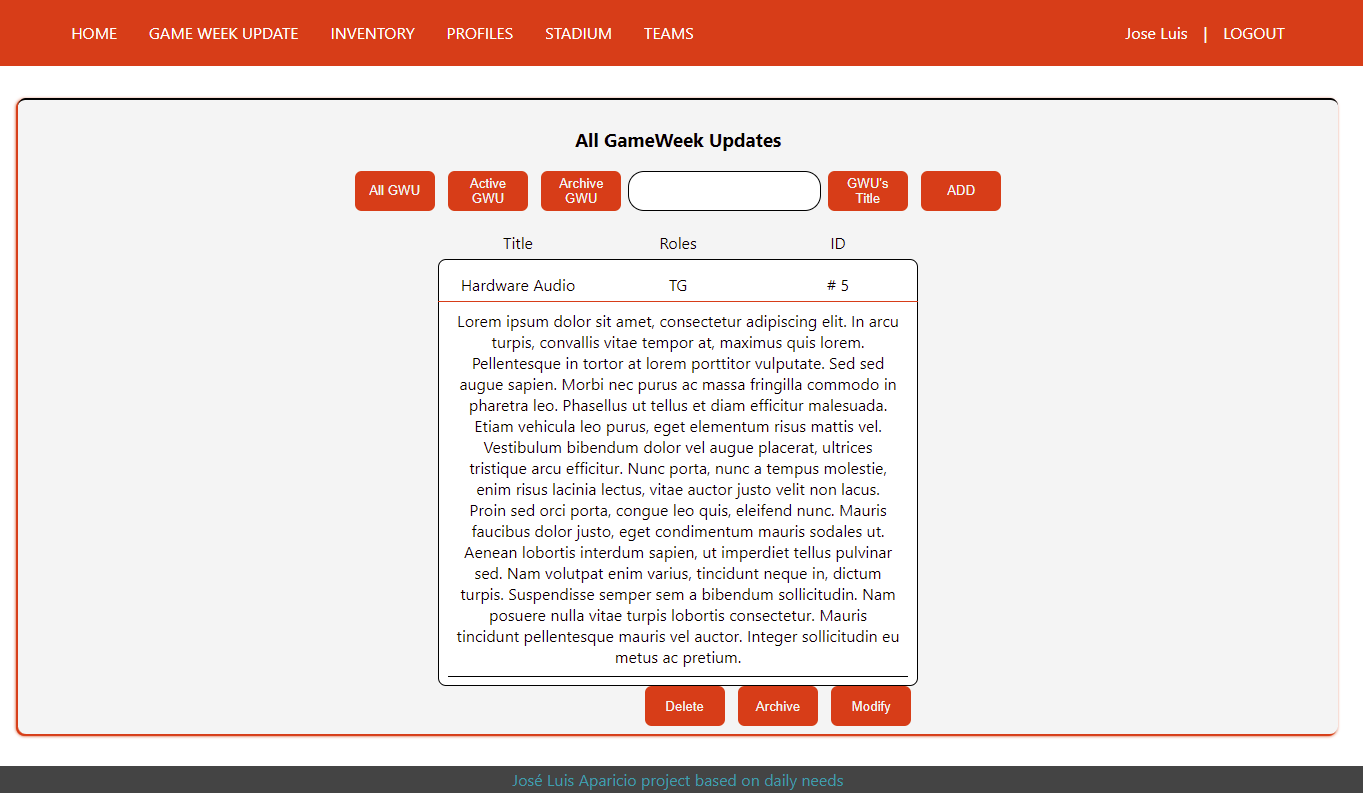 HOME GAME WEEK UPDATE INVENTORY PROFILES STADIUM TEAMS Jose Luis | LOGOUT
All GameWeek Updates
All GWU
Active
GWU
Archive
GWU
GWU's
Title
ADD
Title Roles ID
Hardware Audio TG # 5
Lorem ipsum dolor sit amet, consectetur adipiscing elit. In arcu
turpis, convallis vitae tempor at, maximus quis lorem.
Pellentesque in tortor at lorem porttitor vulputate. Sed sed
augue sapien. Morbi nec purus ac massa fringilla commodo in
pharetra leo. Phasellus ut tellus et diam efficitur malesuada.
Etiam vehicula leo purus, eget elementum risus mattis vel.
Vestibulum bibendum dolor vel augue placerat, ultrices
tristique arcu efficitur. Nunc porta, nunc a tempus molestie,
enim risus lacinia lectus, vitae auctor justo velit non lacus.
Proin sed orci porta, congue leo quis, eleifend nunc. Mauris
faucibus dolor justo, eget condimentum mauris sodales ut.
Aenean lobortis interdum sapien, ut imperdiet tellus pulvinar
sed. Nam volutpat enim varius, tincidunt neque in, dictum
turpis. Suspendisse semper sem a bibendum sollicitudin. Nam
posuere nulla vitae turpis lobortis consectetur. Mauris
tincidunt pellentesque mauris vel auctor. Integer sollicitudin eu
metus ac pretium.
Delete Archive Modify
José Luis Aparicio project based on daily needs